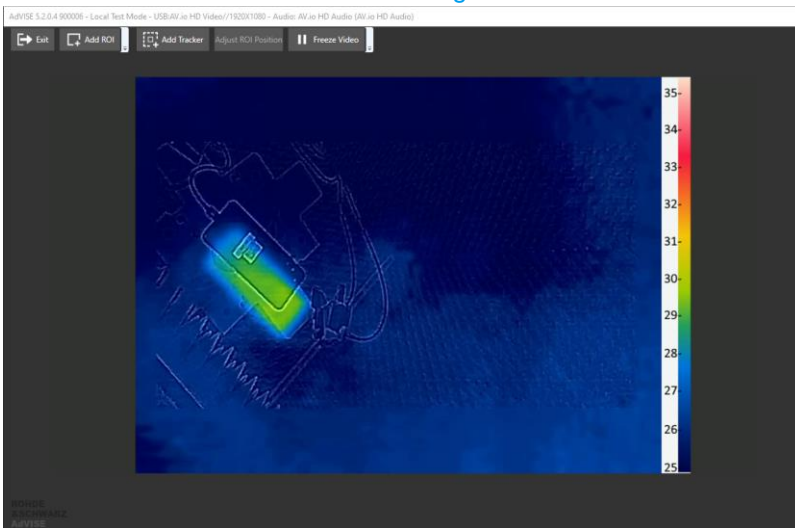 AdVISE 5.2.0.4 900006 - Local Test Mode - USB:AV.io HD Video//1920X1080 - Audio: AV.io HD Audio (AV.io HD Audio)
Exit Add ROI Add Tracker Adjust ROI Position Freeze Video
35-
34-
33-
32-
31-
30-
29-
28-
27-
26-
25-
ROHDE
&SCHWARZ
AdVISE